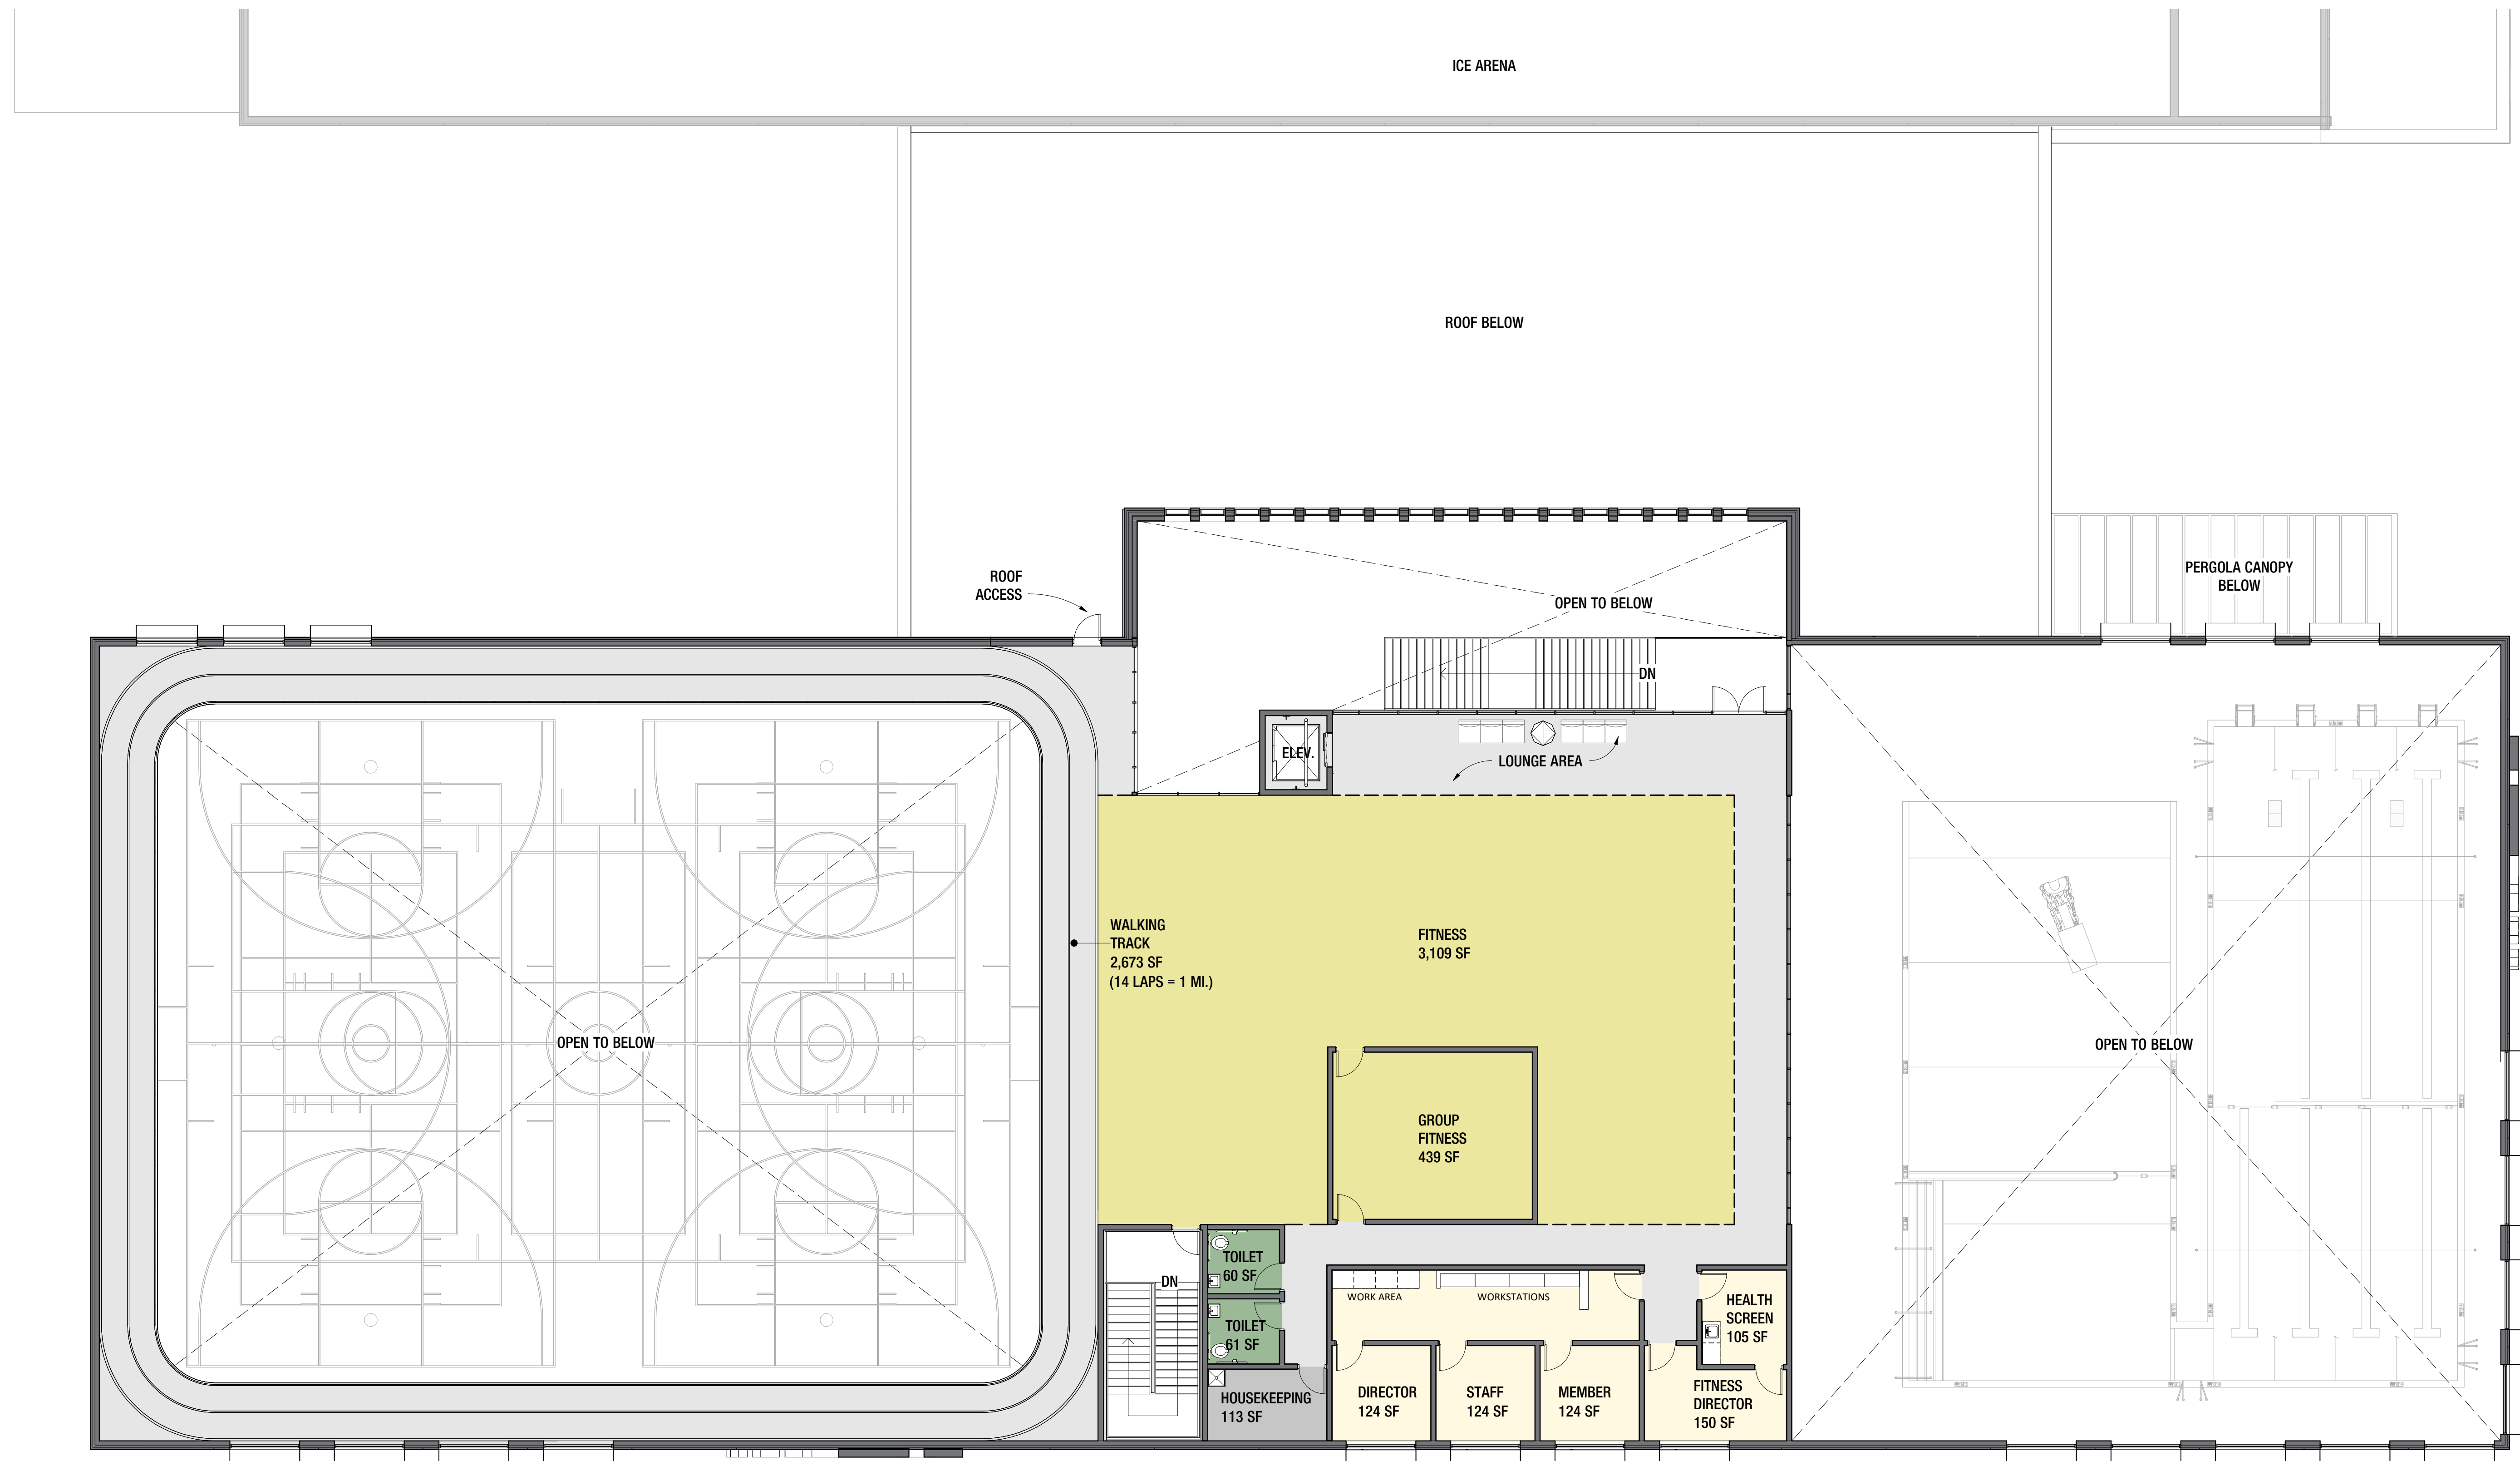 ICE ARENA
ROOF BELOW
ROOF
ACCESS
OPEN TO BELOW
PERGOLA CANOPY
BELOW
DN
ELEV.
LOUNGE AREA
WALKING
TRACK
2,673 SF
(14 LAPS = 1 MI.)
FITNESS
3,109 SF
OPEN TO BELOW
OPEN TO BELOW
GROUP
FITNESS
439 SF
TOILET
60 SF
DN
TOILET
61 SF
WORK AREA
WORKSTATIONS
HEALTH
SCREEN
105 SF
HOUSEKEEPING
113 SF
DIRECTOR
124 SF
STAFF
124 SF
MEMBER
124 SF
FITNESS
DIRECTOR
150 SF